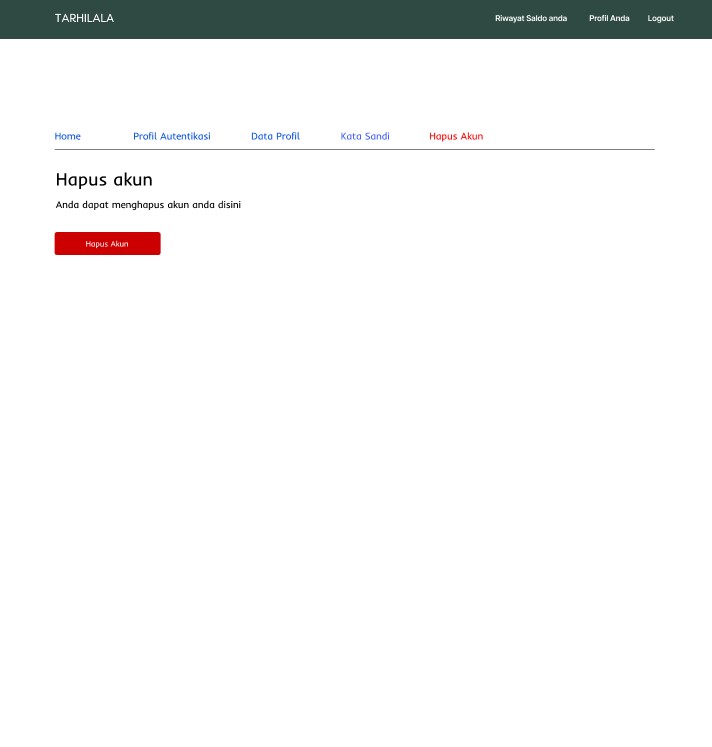 TARHILALA
Riwayat Saldo anda Profil Anda Logout
Home Profil Autentikasi Data Profil Kata Sandi Hapus Akun
Hapus akun
Anda dapat menghapus akun anda disini
Hapus Akun